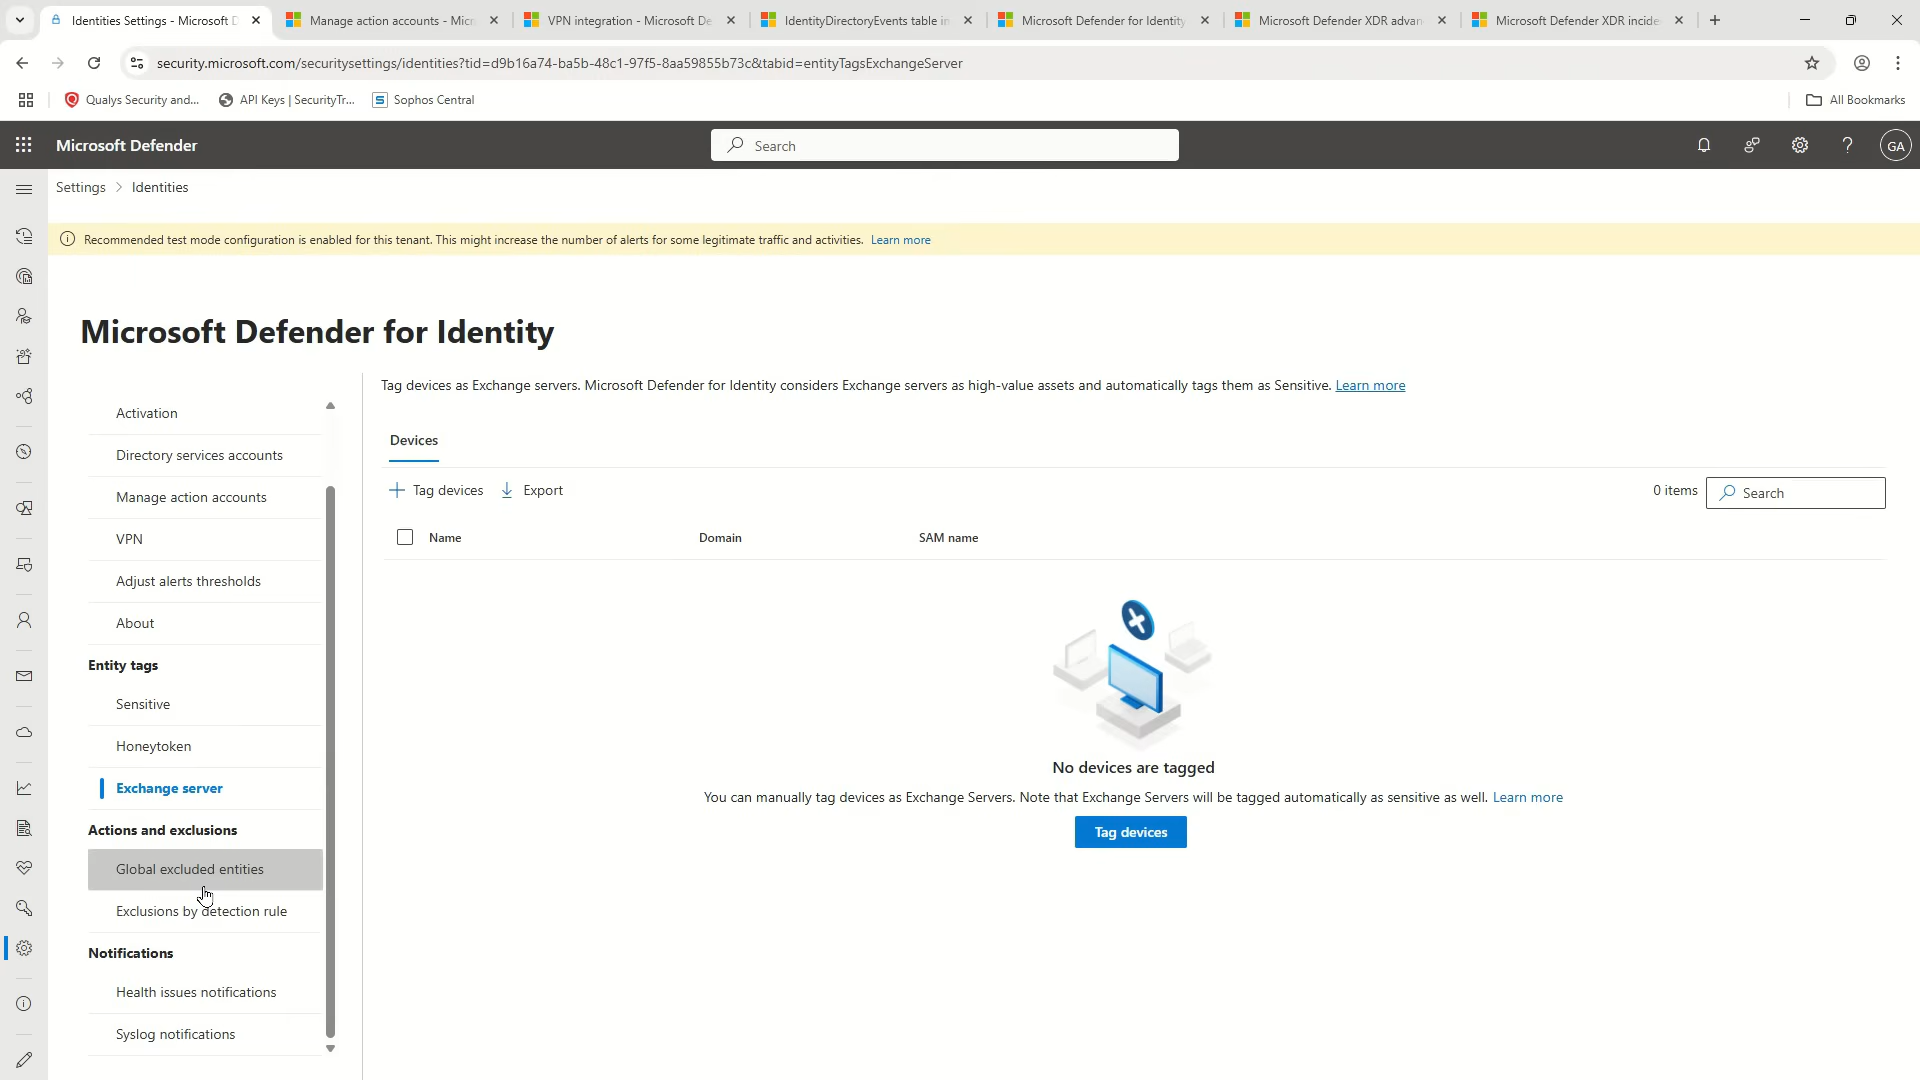 Identities Settings - Microsoft D
Manage action accounts - Micr
VPN integration - Microsoft De
IdentityDirectoryEvents table in
Microsoft Defender for Identity
Microsoft Defender XDR advan
Microsoft Defender XDR incide
security.microsoft.com/securitysettings/identities?tid=d9b16a74-ba5b-48c1-97f5-8aa59855b73c&tabid=entityTagsExchangeServer
Qualys Security and...
API Keys | SecurityTr...
Sophos Central
All Bookmarks
Microsoft Defender
Search
GA
Settings > Identities
Recommended test mode configuration is enabled for this tenant. This might increase the number of alerts for some legitimate traffic and activities. Learn more
Microsoft Defender for Identity
Activation
Directory services accounts
Manage action accounts
VPN
Adjust alerts thresholds
About
Entity tags
Sensitive
Honeytoken
Exchange server
Actions and exclusions
Global excluded entities
Exclusions by detection rule
Notifications
Health issues notifications
Syslog notifications
Tag devices as Exchange servers. Microsoft Defender for Identity considers Exchange servers as high-value assets and automatically tags them as Sensitive. Learn more
Devices
Tag devices
Export
0 items
Search
Name
Domain
SAM name
No devices are tagged
You can manually tag devices as Exchange Servers. Note that Exchange Servers will be tagged automatically as sensitive as well. Learn more
Tag devices